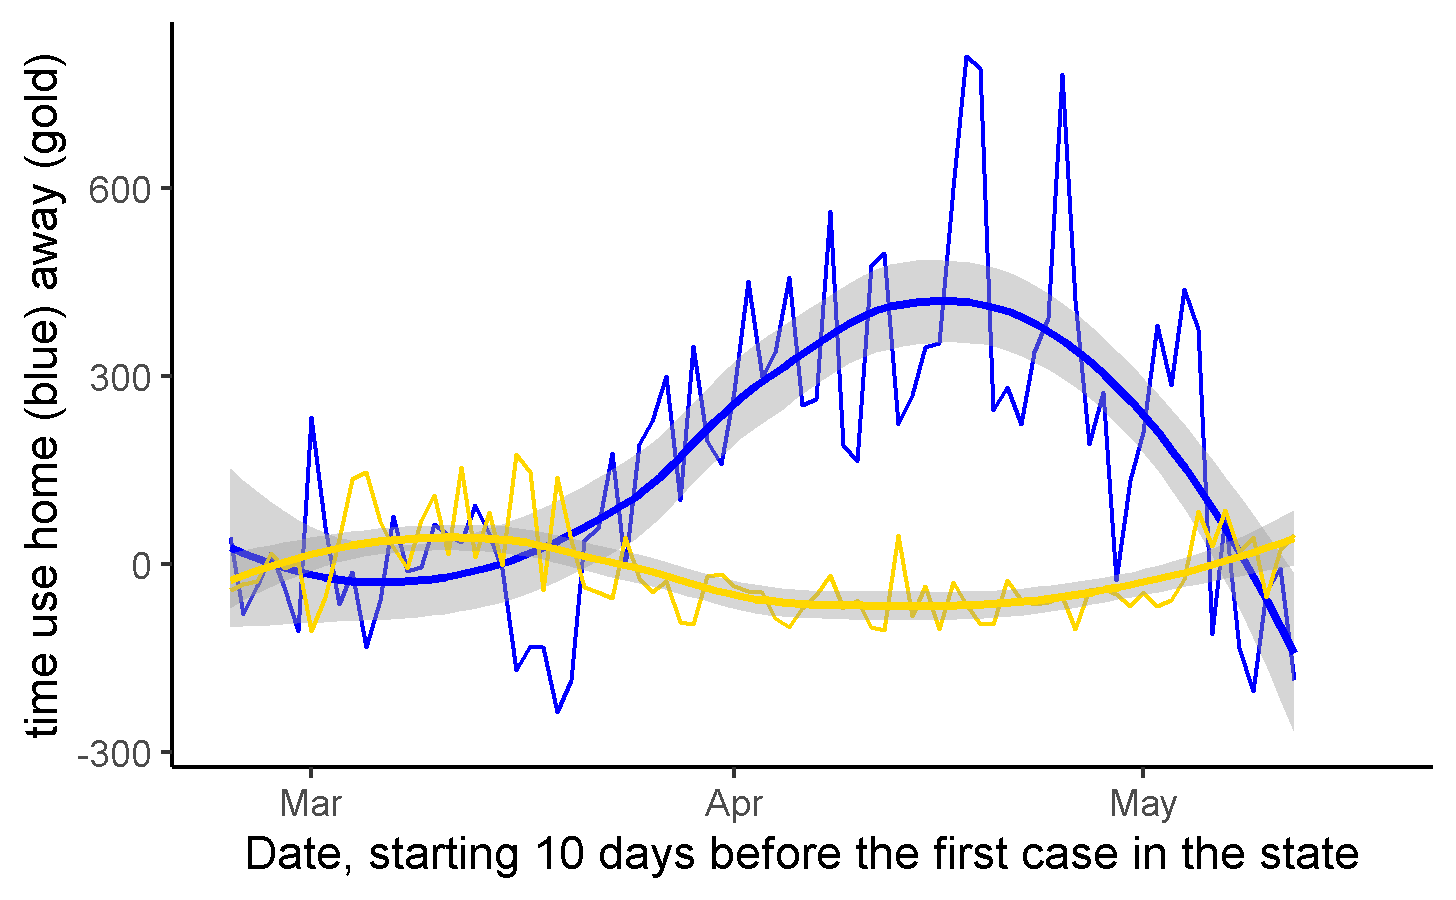 time use home (blue) away (gold)
600
300
0
-300
Mar
Apr
May
Date, starting 10 days before the first case in the state